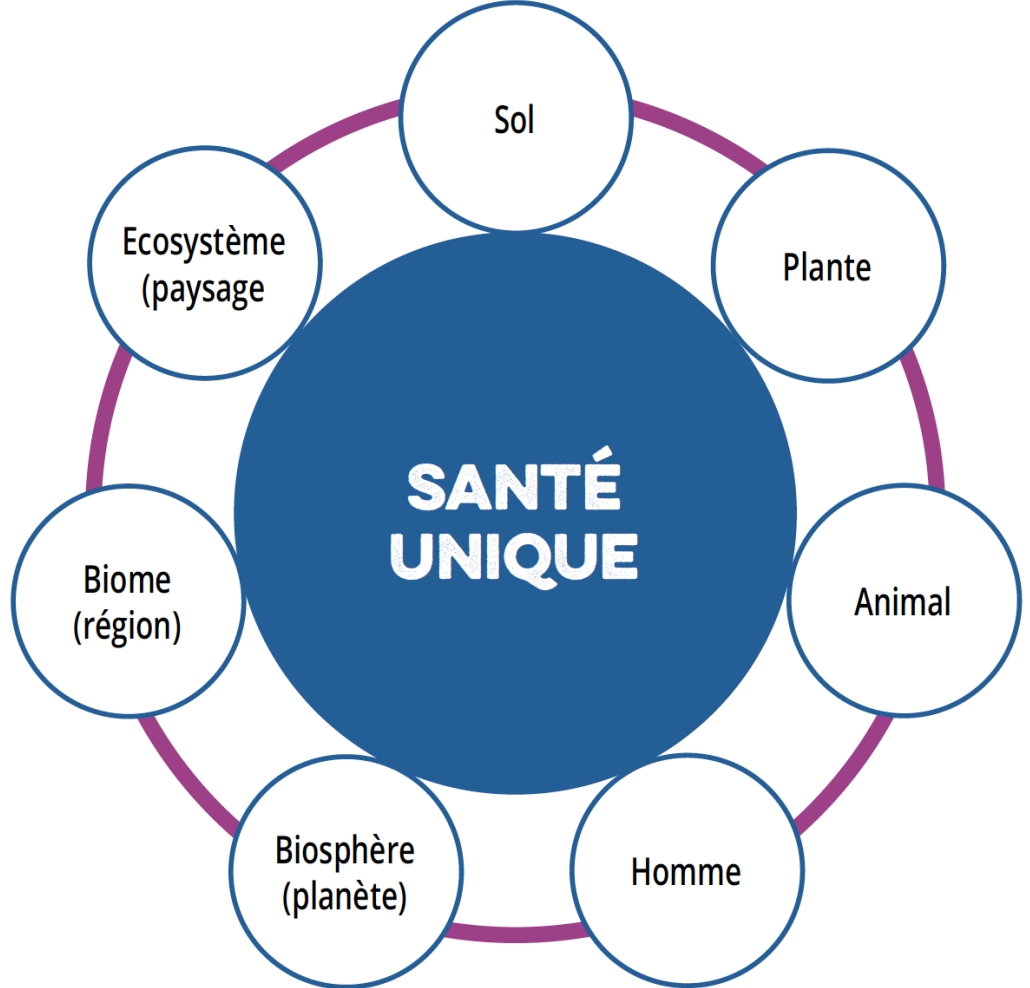 Sol
Plante
Animal
Homme
Biosphère
(planète)
Biome
(région)
Ecosystème
(paysage
SANTÉ
UNIQUE